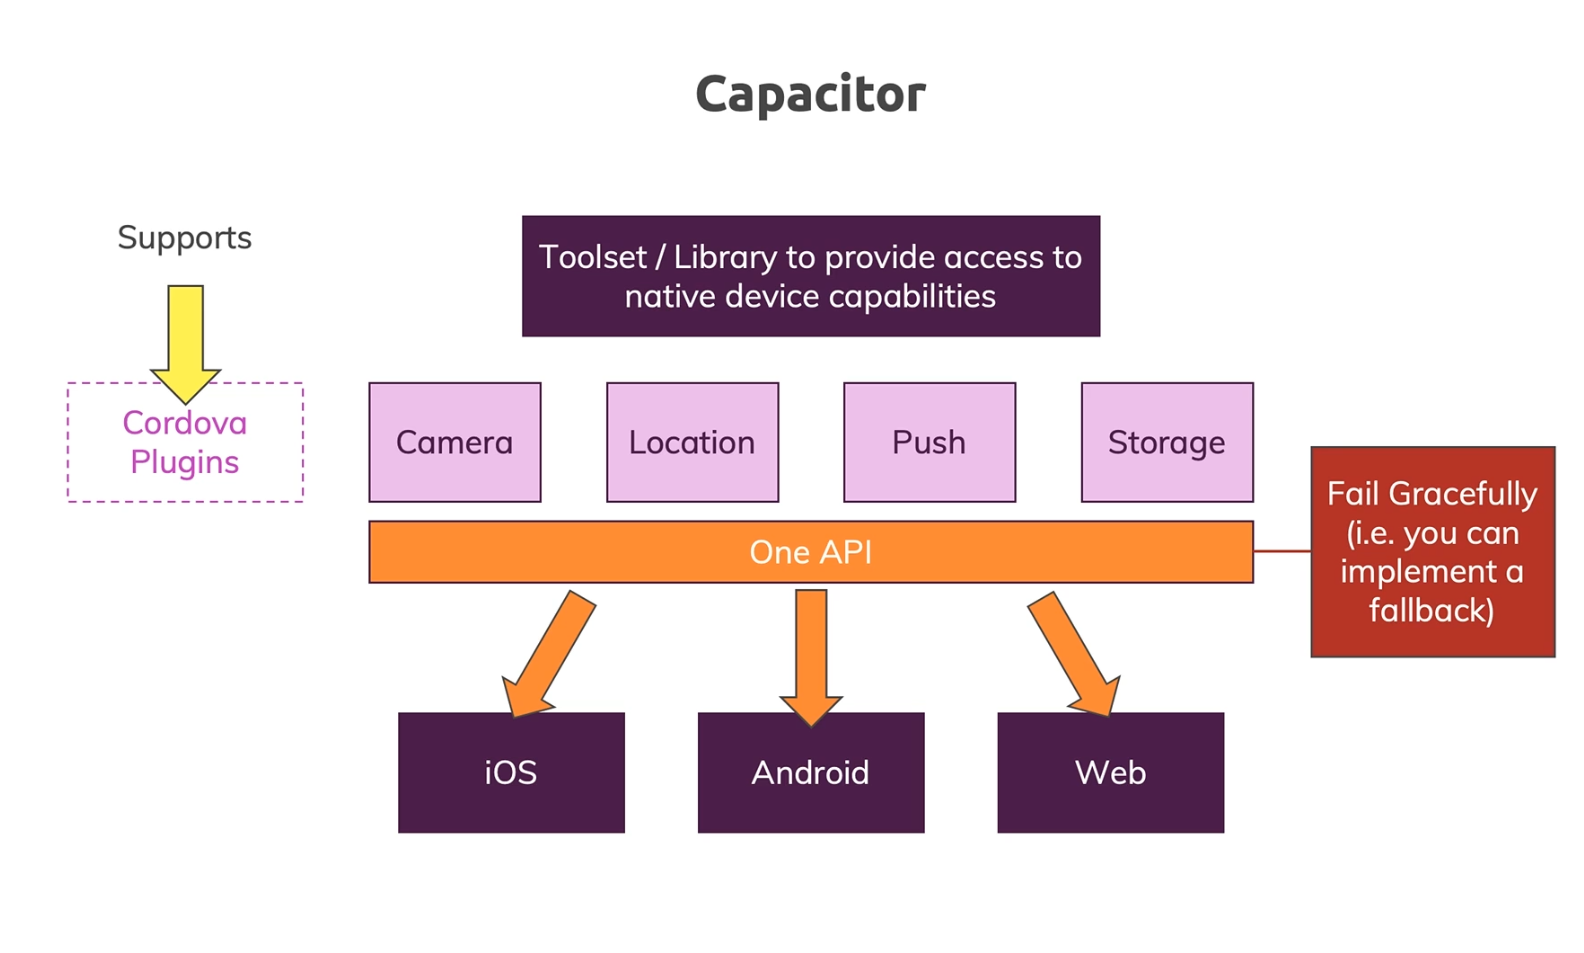 Capacitor
Supports
Toolset / Library to provide access to
native device capabilities
Cordova
Plugins
Camera
Location
Push
Storage
One API
Fail Gracefully
(i.e. you can
implement a
fallback)
iOS
Android
Web